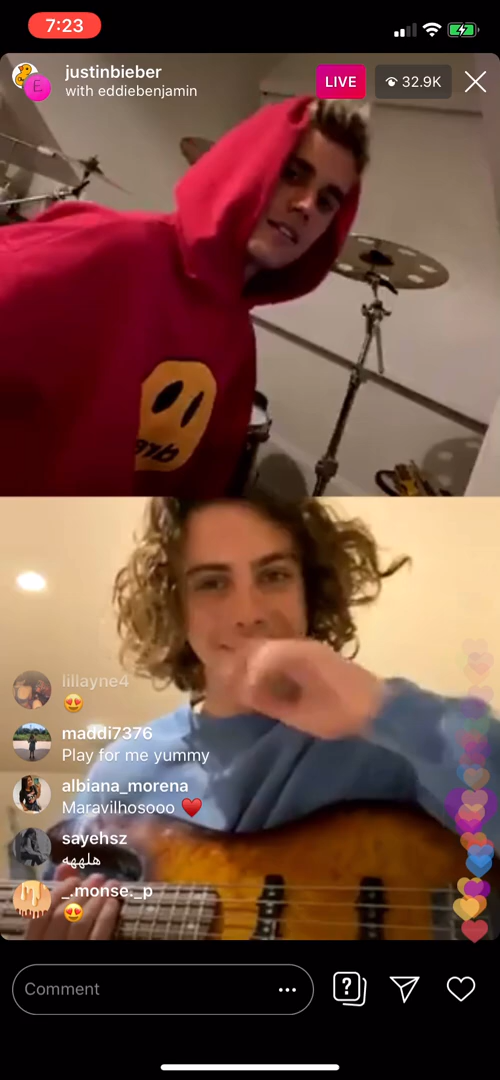 7:23
justinbieber
with eddiebenjamin
E
LIVE
32.9K
lillayne4
maddi7376
Play for me yummy
albiana_morena
Maravilhosooo
sayehsz
هلههه
_.monse._p
Comment